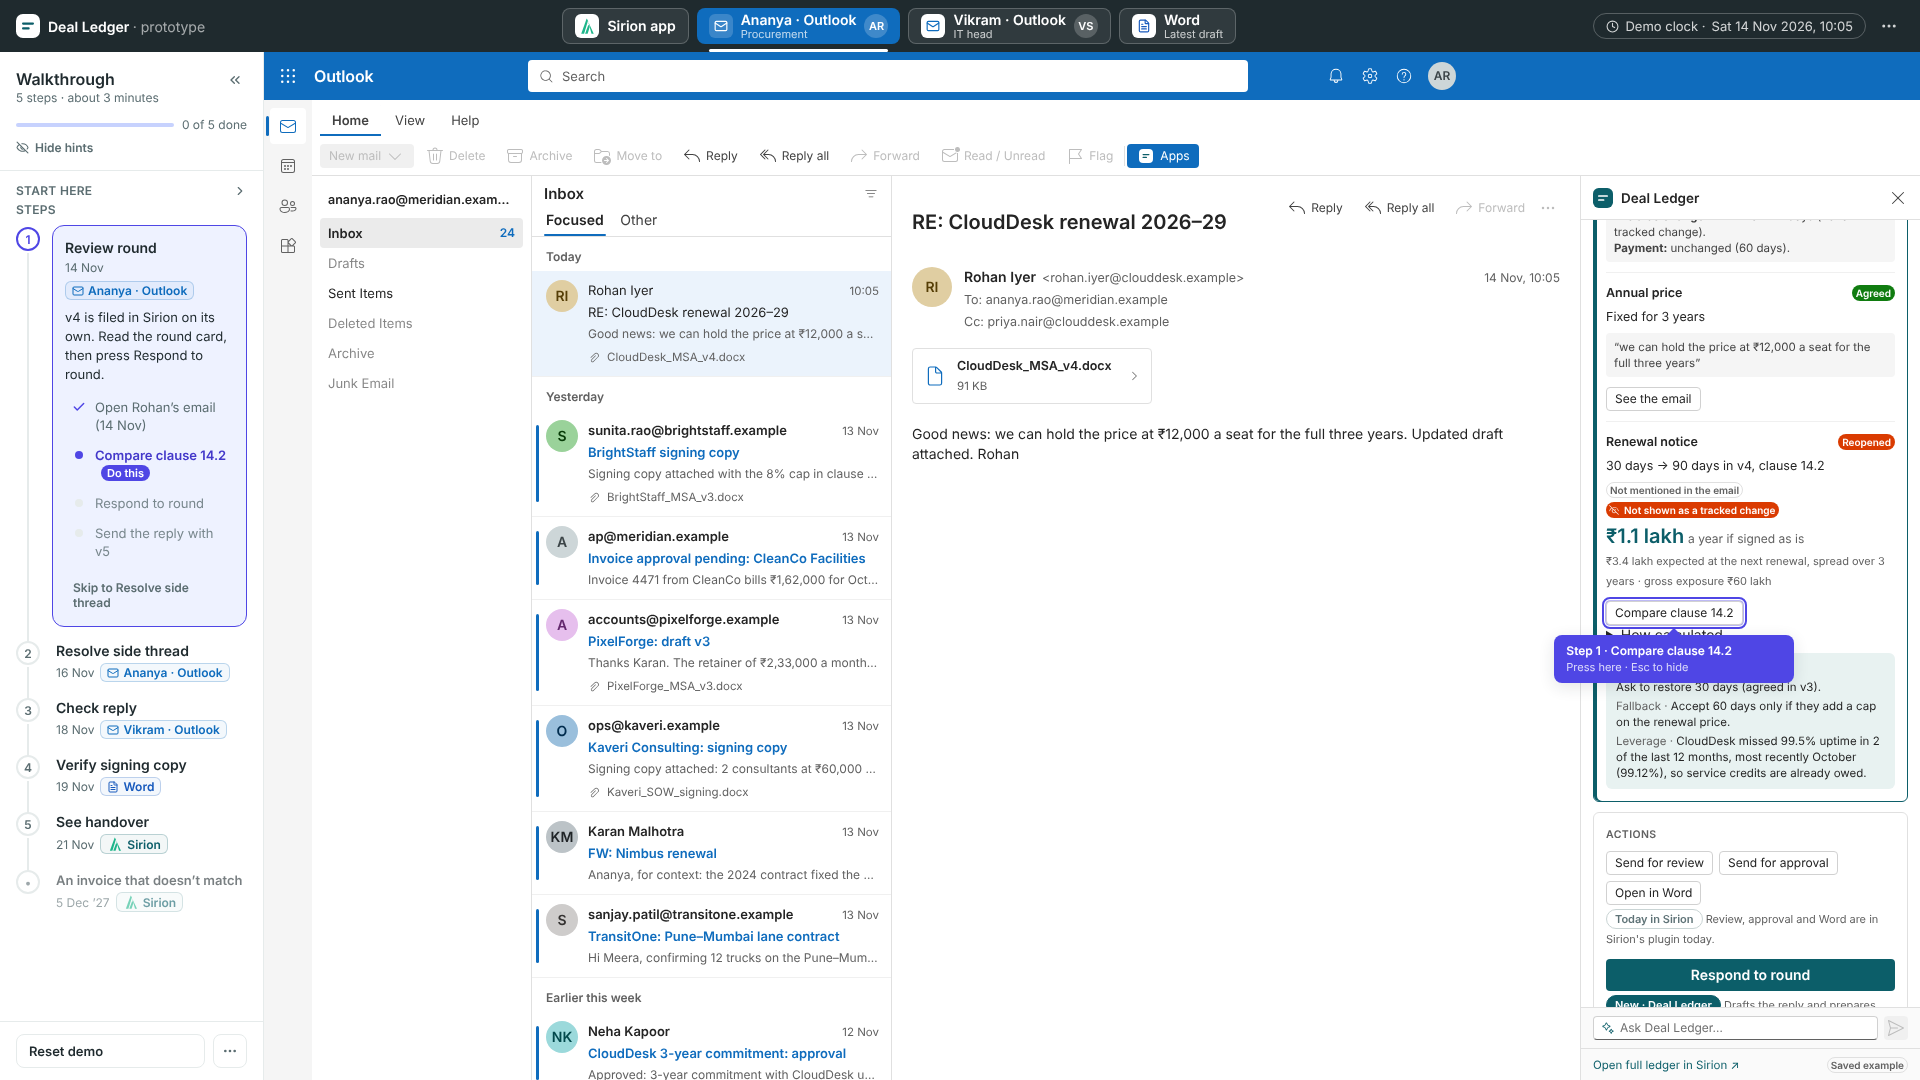 Deal Ledger · prototype
Sirion app
Ananya · Outlook
Procurement
AR
Vikram · Outlook
IT head
VS
Word
Latest draft
Demo clock · Sat 14 Nov 2026, 10:05
Walkthrough
5 steps · about 3 minutes
0 of 5 done
Hide hints
START HERE
STEPS
1
Review round
14 Nov
Ananya · Outlook
v4 is filed in Sirion on its
own. Read the round card,
then press Respond to
round.
Open Rohan’s email
(14 Nov)
Compare clause 14.2
Do this
Respond to round
Send the reply with
v5
Skip to Resolve side
thread
2
Resolve side thread
16 Nov
Ananya · Outlook
3
Check reply
18 Nov
Vikram · Outlook
4
Verify signing copy
19 Nov
Word
5
See handover
21 Nov
Sirion
An invoice that doesn’t match
5 Dec ’27
Sirion
Reset demo
Outlook
Search
AR
Home
View
Help
New mail
Delete
Archive
Move to
Reply
Reply all
Forward
Read / Unread
Flag
Apps
ananya.rao@meridian.exam...
Inbox
24
Drafts
Sent Items
Deleted Items
Archive
Junk Email
Inbox
Focused
Other
Today
RI
Rohan Iyer
10:05
RE: CloudDesk renewal 2026–29
Good news: we can hold the price at ₹12,000 a s...
CloudDesk_MSA_v4.docx
Yesterday
S
sunita.rao@brightstaff.example
13 Nov
BrightStaff signing copy
Signing copy attached with the 8% cap in clause ...
BrightStaff_MSA_v3.docx
A
ap@meridian.example
13 Nov
Invoice approval pending: CleanCo Facilities
Invoice 4471 from CleanCo bills ₹1,62,000 for Oct...
A
accounts@pixelforge.example
13 Nov
PixelForge: draft v3
Thanks Karan. The retainer of ₹2,33,000 a month...
PixelForge_MSA_v3.docx
O
ops@kaveri.example
13 Nov
Kaveri Consulting: signing copy
Signing copy attached: 2 consultants at ₹60,000 ...
Kaveri_SOW_signing.docx
KM
Karan Malhotra
13 Nov
FW: Nimbus renewal
Ananya, for context: the 2024 contract fixed the ...
S
sanjay.patil@transitone.example
13 Nov
TransitOne: Pune–Mumbai lane contract
Hi Meera, confirming 12 trucks on the Pune–Mum...
Earlier this week
NK
Neha Kapoor
12 Nov
CloudDesk 3-year commitment: approval
Approved: 3-year commitment with CloudDesk u...
RE: CloudDesk renewal 2026–29
Reply
Reply all
Forward
RI
Rohan Iyer <rohan.iyer@clouddesk.example>
14 Nov, 10:05
To: ananya.rao@meridian.example
Cc: priya.nair@clouddesk.example
CloudDesk_MSA_v4.docx
91 KB
Good news: we can hold the price at ₹12,000 a seat for the full three years. Updated draft
attached. Rohan
Deal Ledger
tracked change).
Payment: unchanged (60 days).
Annual price
Agreed
Fixed for 3 years
“we can hold the price at ₹12,000 a seat for the
full three years”
See the email
Renewal notice
Reopened
30 days → 90 days in v4, clause 14.2
Not mentioned in the email
Not shown as a tracked change
₹1.1 lakh a year if signed as is
₹3.4 lakh expected at the next renewal, spread over 3
years · gross exposure ₹60 lakh
Compare clause 14.2
How calculated
Step 1 · Compare clause 14.2
Press here · Esc to hide
Ask to restore 30 days (agreed in v3).
Fallback · Accept 60 days only if they add a cap
on the renewal price.
Leverage · CloudDesk missed 99.5% uptime in 2
of the last 12 months, most recently October
(99.12%), so service credits are already owed.
ACTIONS
Send for review
Send for approval
Open in Word
Today in Sirion Review, approval and Word are in
Sirion's plugin today.
Respond to round
New · Deal Ledger Drafts the reply and prepares
Ask Deal Ledger...
Open full ledger in Sirion ↗
Saved example